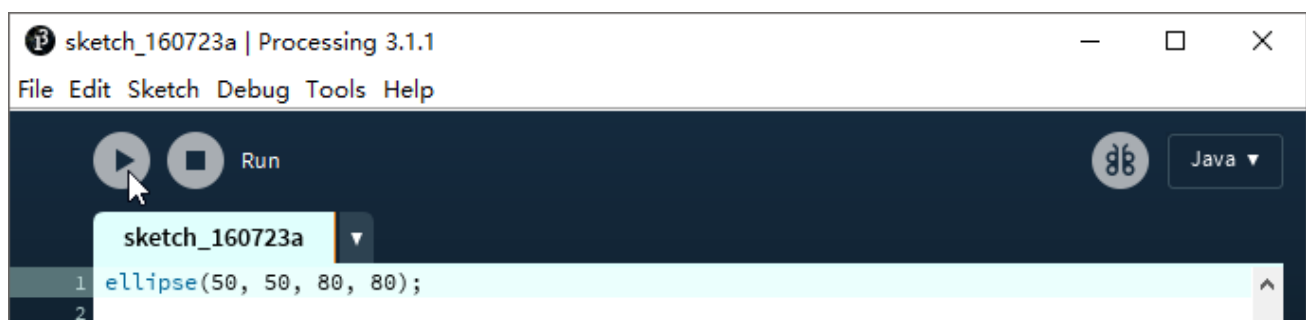 sketch_160723a | Processing 3.1.1
File Edit Sketch Debug Tools Help
Run
Java ▼
sketch_160723a ▼
1 ellipse(50, 50, 80, 80);
2